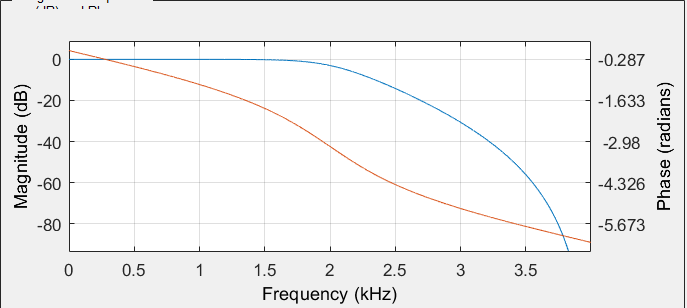 0
-20
-40
-60
-80
Magnitude (dB)
-0.287
-1.633
-2.98
-4.326
-5.673
Phase (radians)
0 0.5 1 1.5 2 2.5 3 3.5
Frequency (kHz)